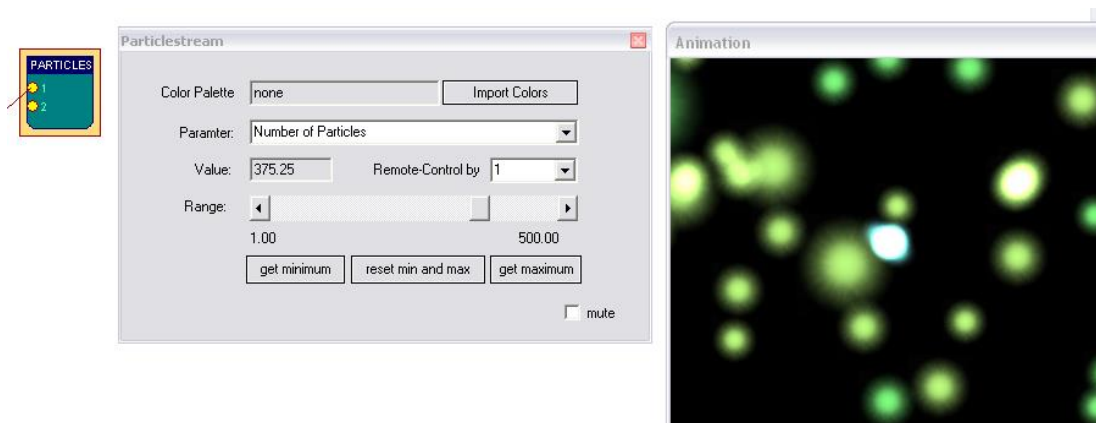 PARTICLES
1
2
Particlestream
Color Palette none Import Colors
Paramter: Number of Particles
Value: 375.25 Remote-Control by 1
Range:
1.00 500.00
get minimum reset min and max get maximum
mute
Animation